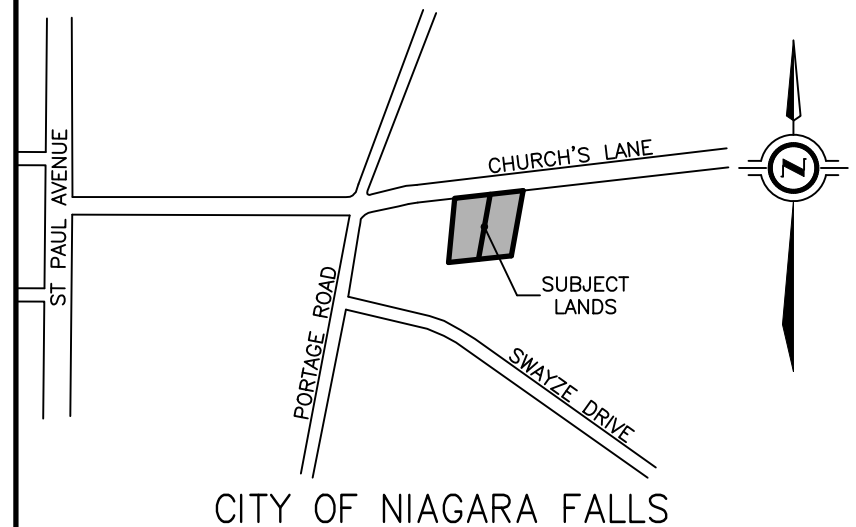 ST PAUL AVENUE
CHURCH'S LANE
N
SUBJECT
LANDS
PORTAGE ROAD
SWAYZE DRIVE
CITY OF NIAGARA FALLS